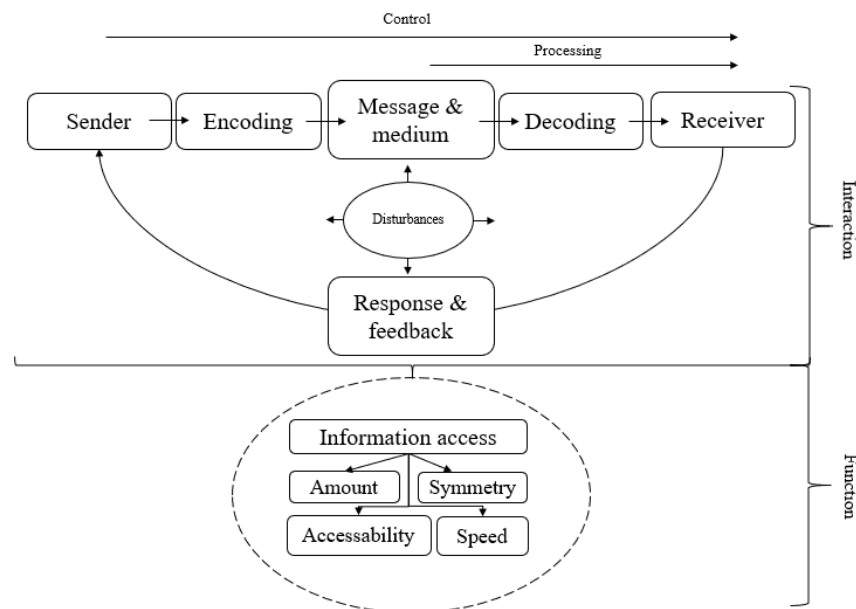 Control
Processing
Sender
Encoding
Message &
medium
Decoding
Receiver
Disturbances
Response &
feedback
Interaction
Information access
Amount
Symmetry
Accessability
Speed
Function